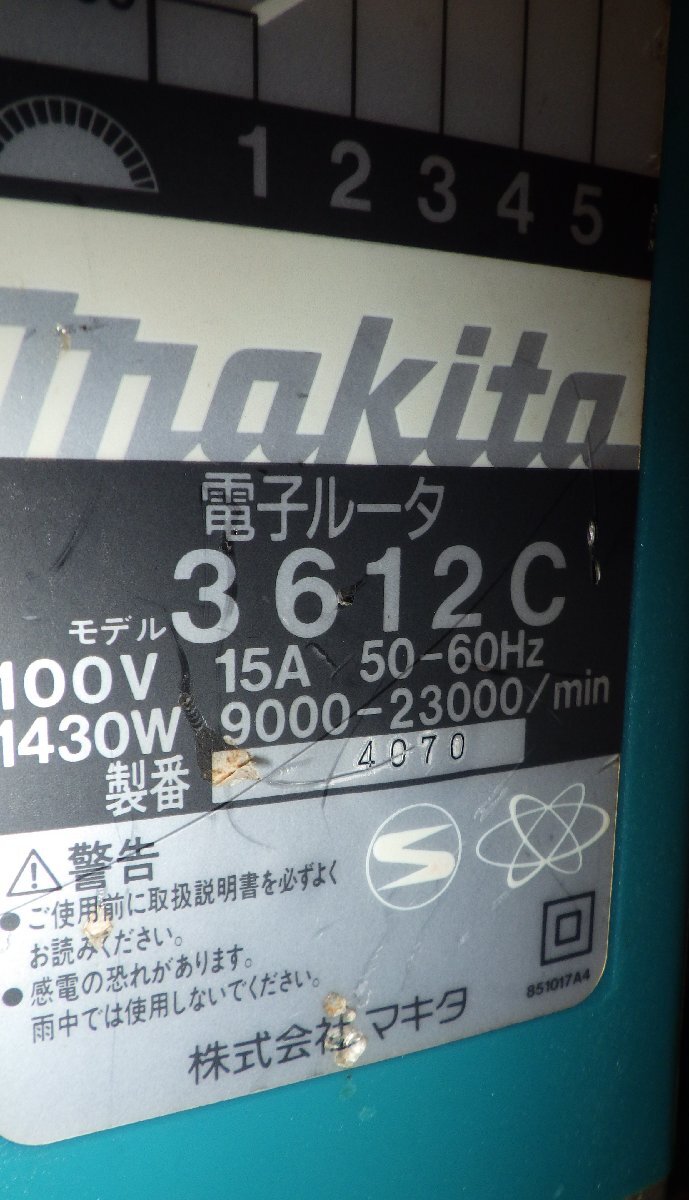 1 2 3 4 5
makita
電子ルータ
モデル 3612C
100V 15A 50-60Hz
1430W 9000-23000/min
製番 4070
警告
● ご使用前に取扱説明書を必ずよく
お読みください。
● 感電の恐れがあります。
雨中では使用しないでください。
851017A4
株式会社 マキタ